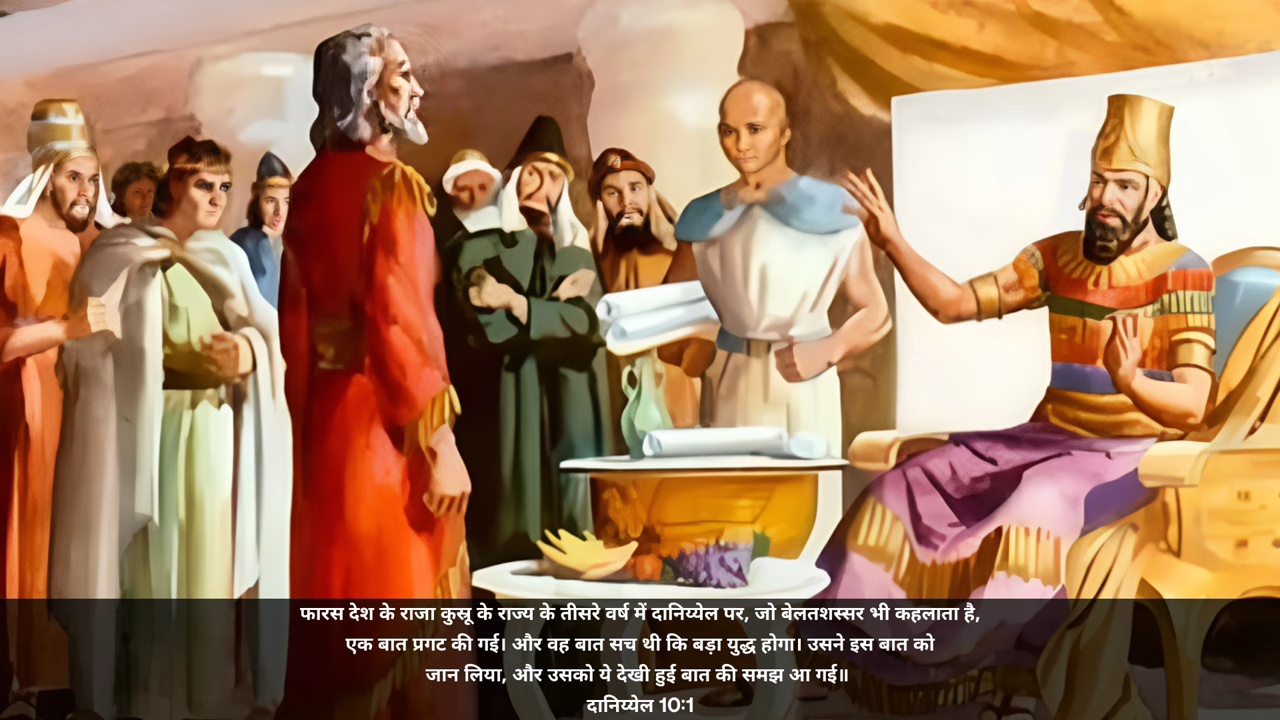 फारस देश के राजा कुस्रू के राज्य के तीसरे वर्ष में दानिय्येल पर, जो बेलतशस्सर भी कहलाता है,
एक बात प्रगट की गई। और वह बात सच थी कि बड़ा युद्ध होगा। उसने इस बात को
जान लिया, और उसको ये देखी हुई बात की समझ आ गई॥
दानिय्येल 10:1